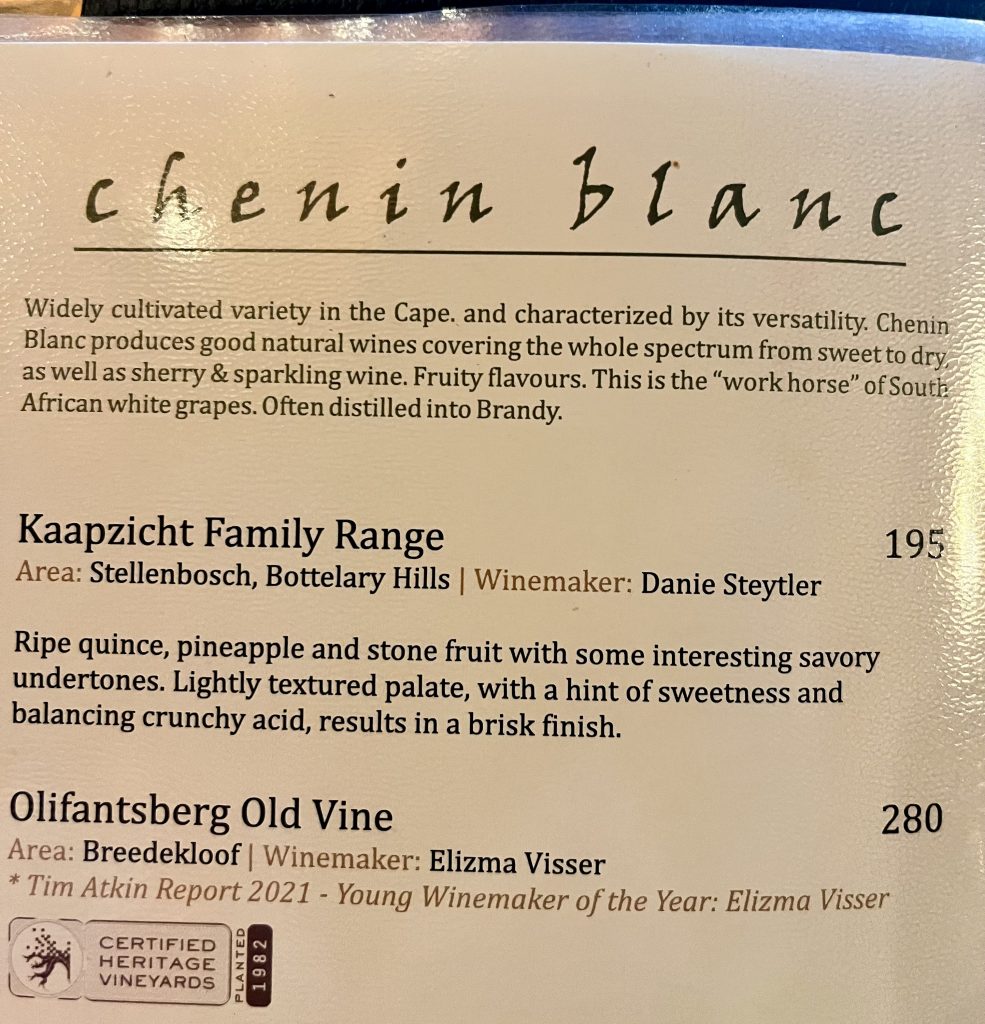 chenin blanc
Widely cultivated variety in the Cape. and characterized by its versatility. Chenin
Blanc produces good natural wines covering the whole spectrum from sweet to dry,
as well as sherry & sparkling wine. Fruity flavours. This is the “work horse” of South
African white grapes. Often distilled into Brandy.
Kaapzicht Family Range 195
Area: Stellenbosch, Bottelary Hills | Winemaker: Danie Steytler
Ripe quince, pineapple and stone fruit with some interesting savory
undertones. Lightly textured palate, with a hint of sweetness and
balancing crunchy acid, results in a brisk finish.
Olifantsberg Old Vine 280
Area: Breedekloof | Winemaker: Elizma Visser
* Tim Atkin Report 2021 - Young Winemaker of the Year: Elizma Visser
CERTIFIED
HERITAGE
VINEYARDS
PLANTED
1982